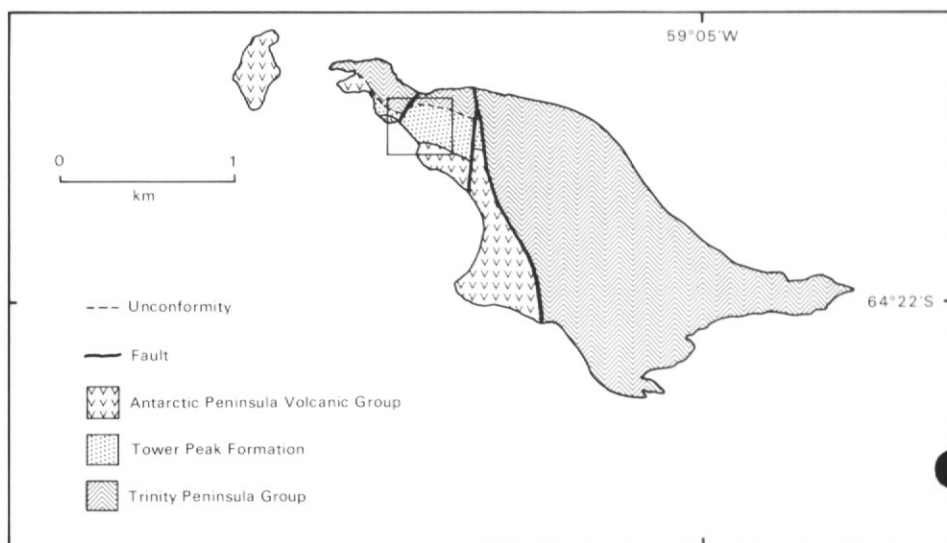 59°05'W
0
1
km
64°22'S
Unconformity
Fault
Antarctic Peninsula Volcanic Group
Tower Peak Formation
Trinity Peninsula Group